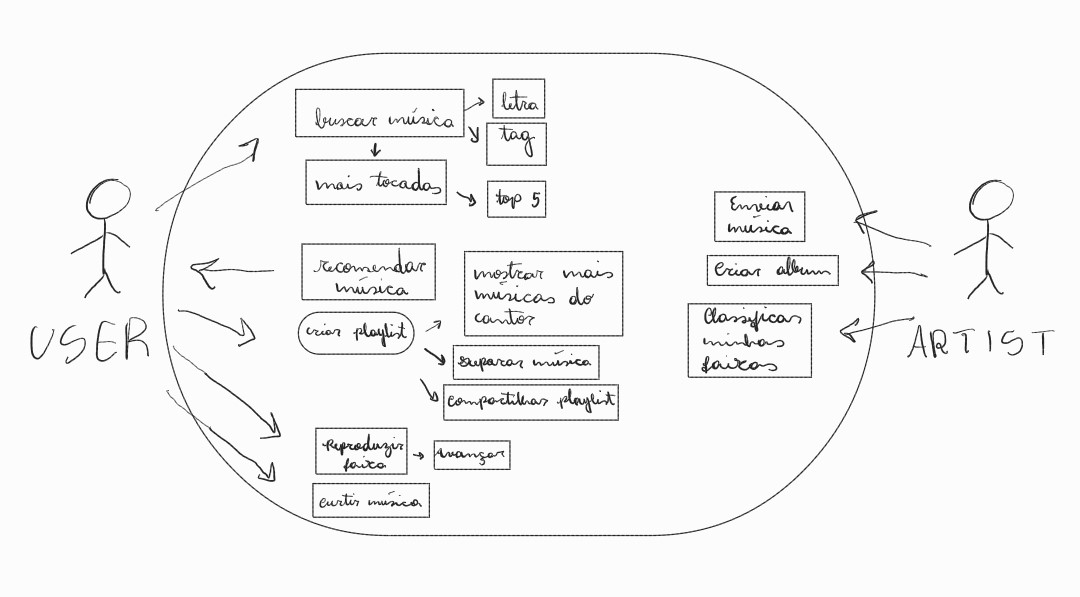 buscar música
letra
tag
mais tocadas
top 5
recomendar
música
mostrar mais
músicas do
cantor
criar playlist
separar música
compartilhar playlist
Reproduzir
faixa
Avançar
curtir música
USER
Enviar
música
Criar album
Classificar
minhas
faixas
ARTIST